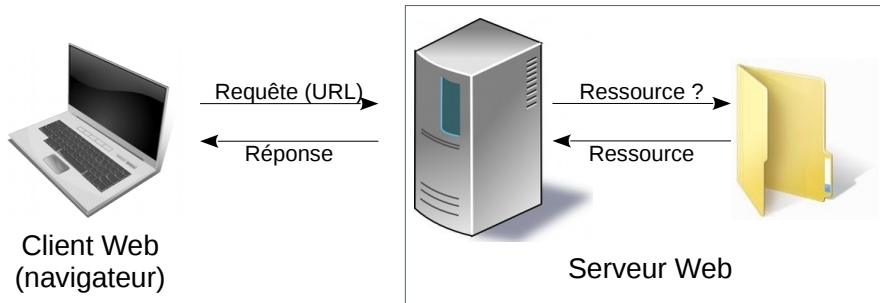 Requête (URL)
Réponse
Ressource ?
Ressource
Client Web
(navigateur)
Serveur Web